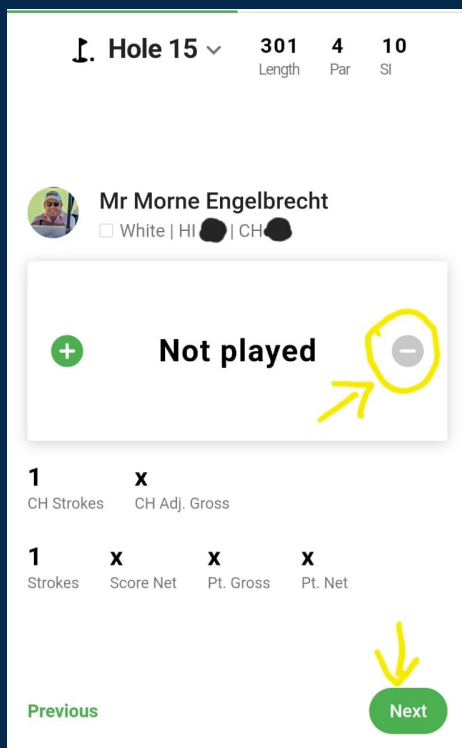 Hole 15
301 4 10
Length Par SI
Mr Morne Engelbrecht
White | HI | CH
Not played
1 x
CH Strokes CH Adj. Gross
1 x x x
Strokes Score Net Pt. Gross Pt. Net
Previous Next